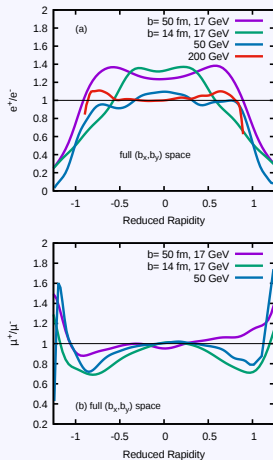 (a)
b= 50 fm, 17 GeV
b= 14 fm, 17 GeV
50 GeV
200 GeV
e+/e-
2
1.8
1.6
1.4
1.2
1
0.8
0.6
0.4
0.2
0
full (bx,by) space
-1 -0.5 0 0.5 1
Reduced Rapidity
b= 50 fm, 17 GeV
b= 14 fm, 17 GeV
50 GeV
μ+/μ-
2
1.8
1.6
1.4
1.2
1
0.8
0.6
0.4
0.2
(b) full (bx,by) space
-1 -0.5 0 0.5 1
Reduced Rapidity